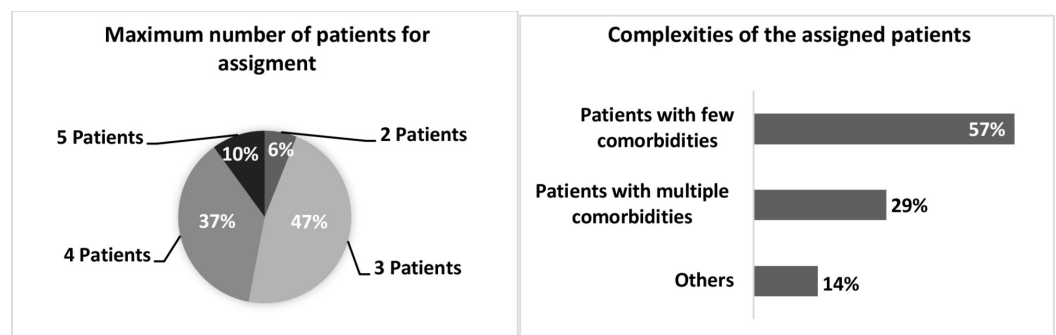 Maximum number of patients for
assigment
5 Patients
2 Patients
10%
6%
37%
47%
4 Patients
3 Patients
Complexities of the assigned patients
Patients with few
comorbidities
57%
Patients with multiple
comorbidities
29%
Others
14%